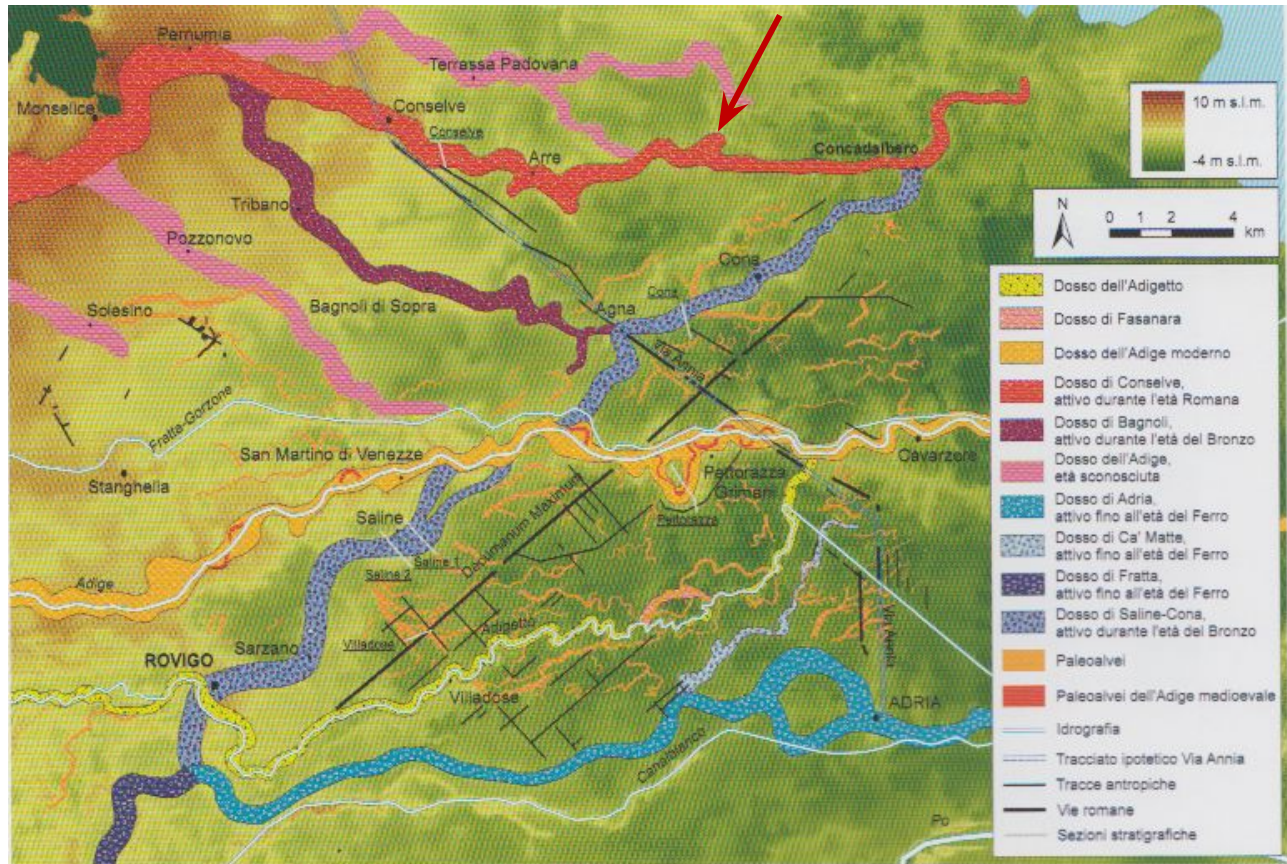 Pernumia
Terrassa Padovana
Monselice
Conselve
Conselve
Arre
Concadalbero
Tribano
Pozzonovo
Cona
Cona
Solesino
Bagnoli di Sopra
Agna
Via Annia
Fratta-Gorzone
San Martino di Venezze
Stanghella
Cavarzere
Pettorazza
Grimani
Pettorazza
Saline
Saline 1
Saline 2
Decumanum Maximum
Adige
Adigetto
Villadose
Sarzano
ROVIGO
Villadose
Via Annia
ADRIA
Canalbianco
Po
10 m s.l.m.
-4 m s.l.m.
N
0 1 2 4
km
Dosso dell'Adigetto
Dosso di Fasanara
Dosso dell'Adige moderno
Dosso di Conselve,
attivo durante l'età Romana
Dosso di Bagnoli,
attivo durante l'età del Bronzo
Dosso dell'Adige,
età sconosciuta
Dosso di Adria,
attivo fino all'età del Ferro
Dosso di Ca' Matte,
attivo fino all'età del Ferro
Dosso di Fratta,
attivo fino all'età del Ferro
Dosso di Saline-Cona,
attivo durante l'età del Bronzo
Paleoalvei
Paleoalvei dell'Adige medioevale
Idrografia
Tracciato ipotetico Via Annia
Tracce antropiche
Vie romane
Sezioni stratigrafiche